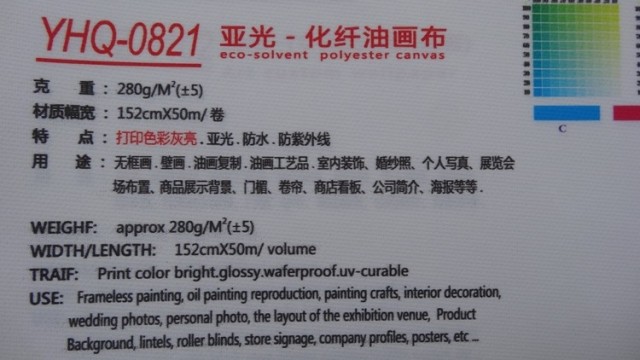 YHQ-0821 亚光－化纤油画布
eco-solvent polyester canvas
克 重：280g/M²(±5)
材质幅宽：152cmX50m/ 卷
特 点：打印色彩灰亮 . 亚光 . 防水 . 防紫外线
用 途：无框画 . 壁画 . 油画复制 . 油画工艺品 . 室内装饰、婚纱照、个人写真、展览会
场布置、商品展示背景、门楣、卷帘、商店看板、公司简介、海报等等 .
C
WEIGHF: approx 280g/M²(±5)
WIDTH/LENGTH: 152cmX50m/ volume
TRAIF: Print color bright.glossy.waferproof.uv-curable
USE: Frameless painting, oil painting reproduction, painting crafts, interior decoration,
wedding photos, personal photo, the layout of the exhibition venue, Product
Background, lintels, roller blinds, store signage, company profiles, posters, etc ...